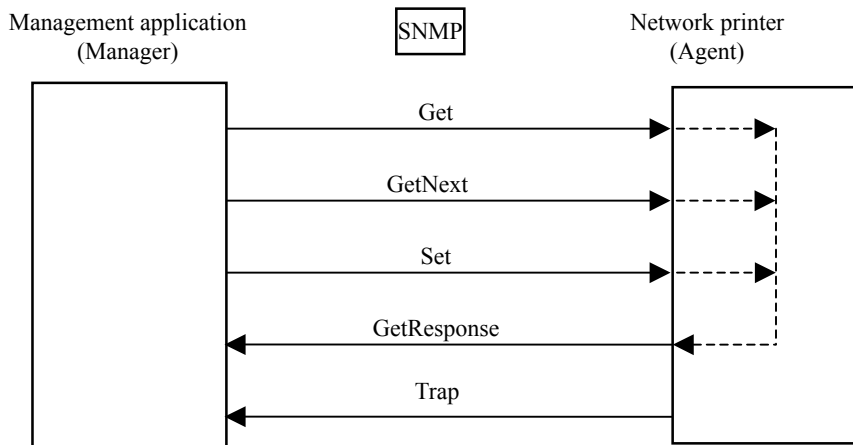 Management application
(Manager)
SNMP
Network printer
(Agent)
Get
GetNext
Set
GetResponse
Trap